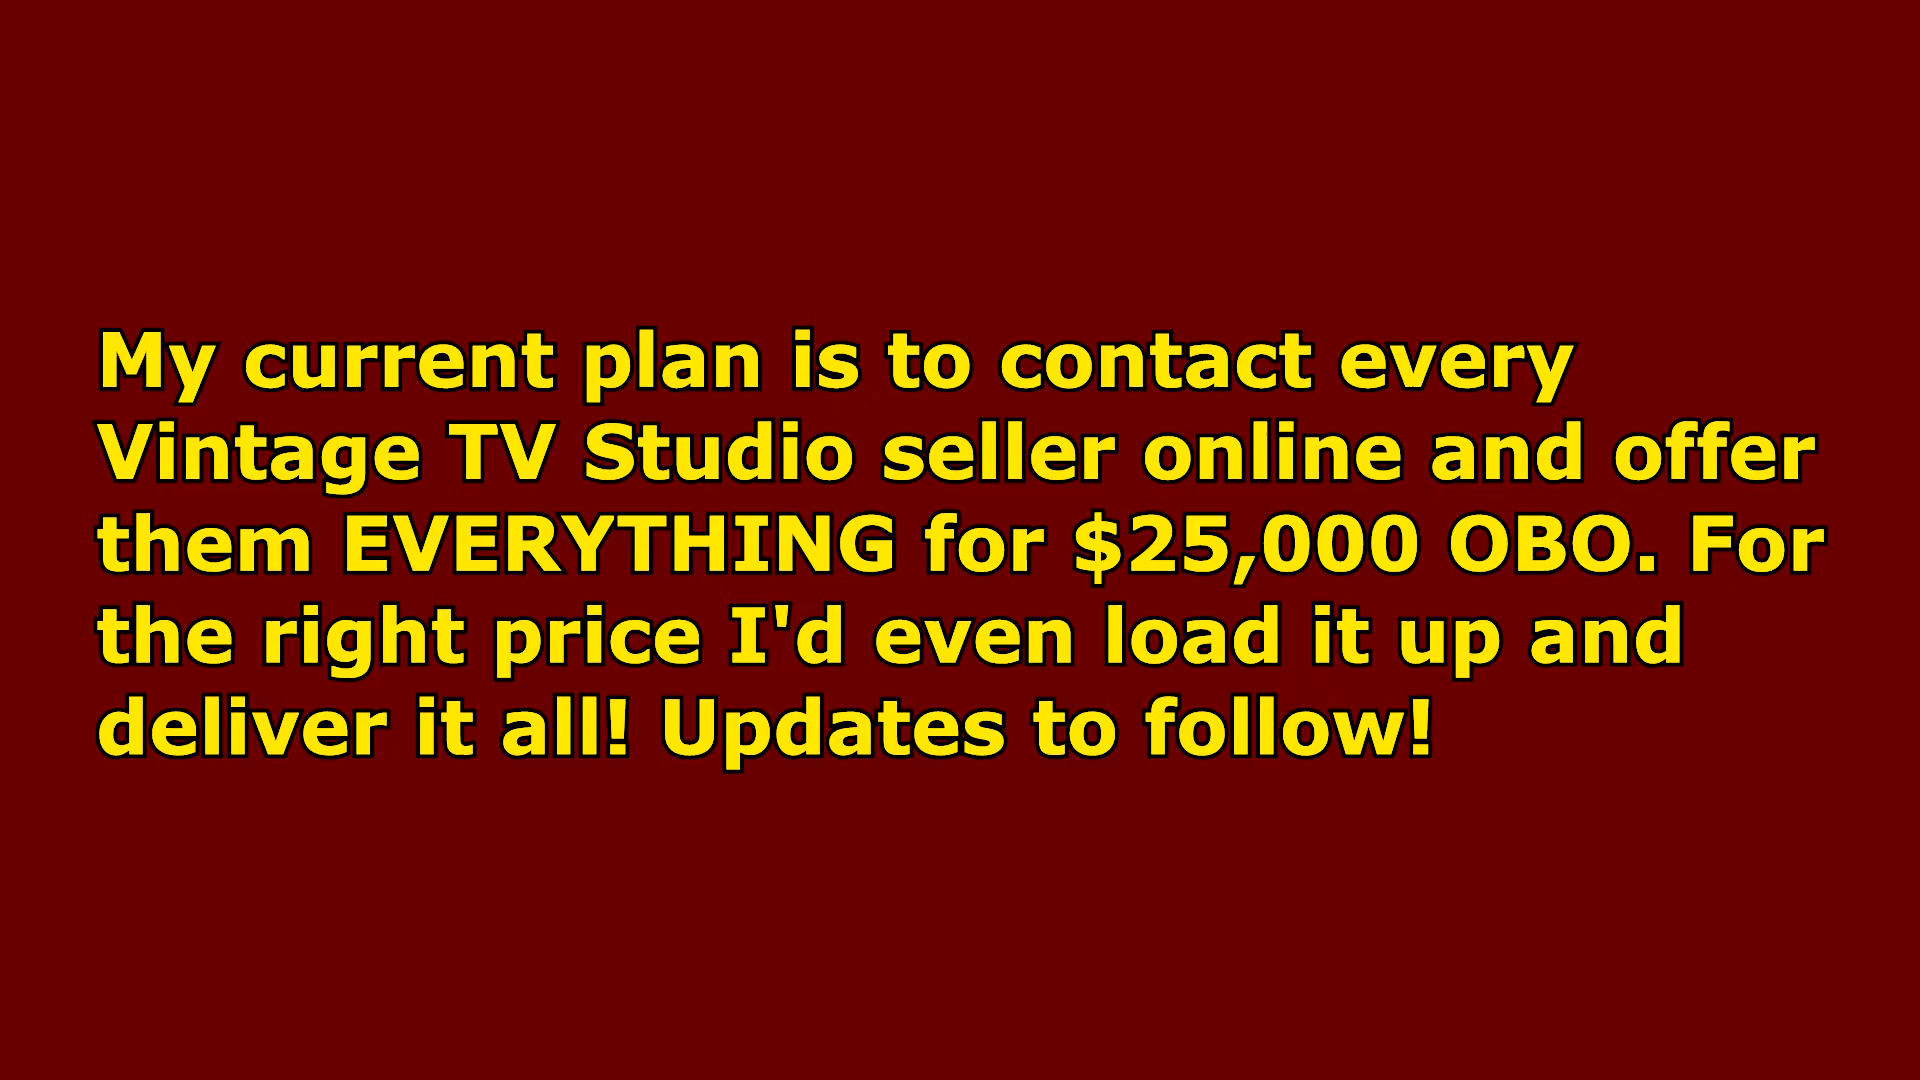 My current plan is to contact every
Vintage TV Studio seller online and offer
them EVERYTHING for $25,000 OBO. For
the right price I'd even load it up and
deliver it all! Updates to follow!